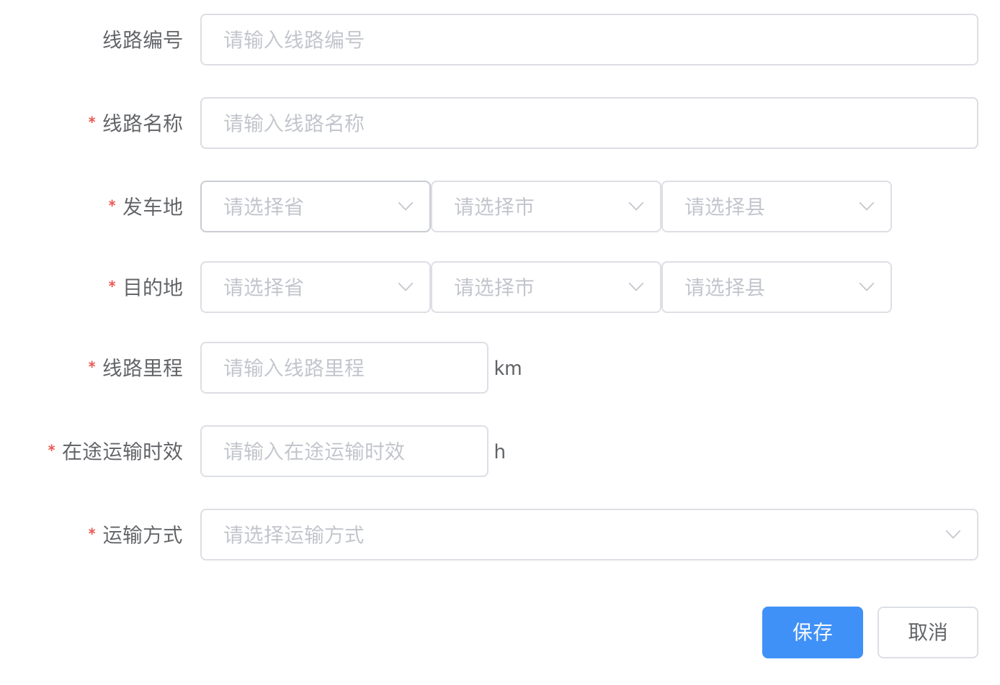 线路编号 请输入线路编号
* 线路名称 请输入线路名称
* 发车地 请选择省 请选择市 请选择县
* 目的地 请选择省 请选择市 请选择县
* 线路里程 请输入线路里程 km
* 在途运输时效 请输入在途运输时效 h
* 运输方式 请选择运输方式
保存 取消